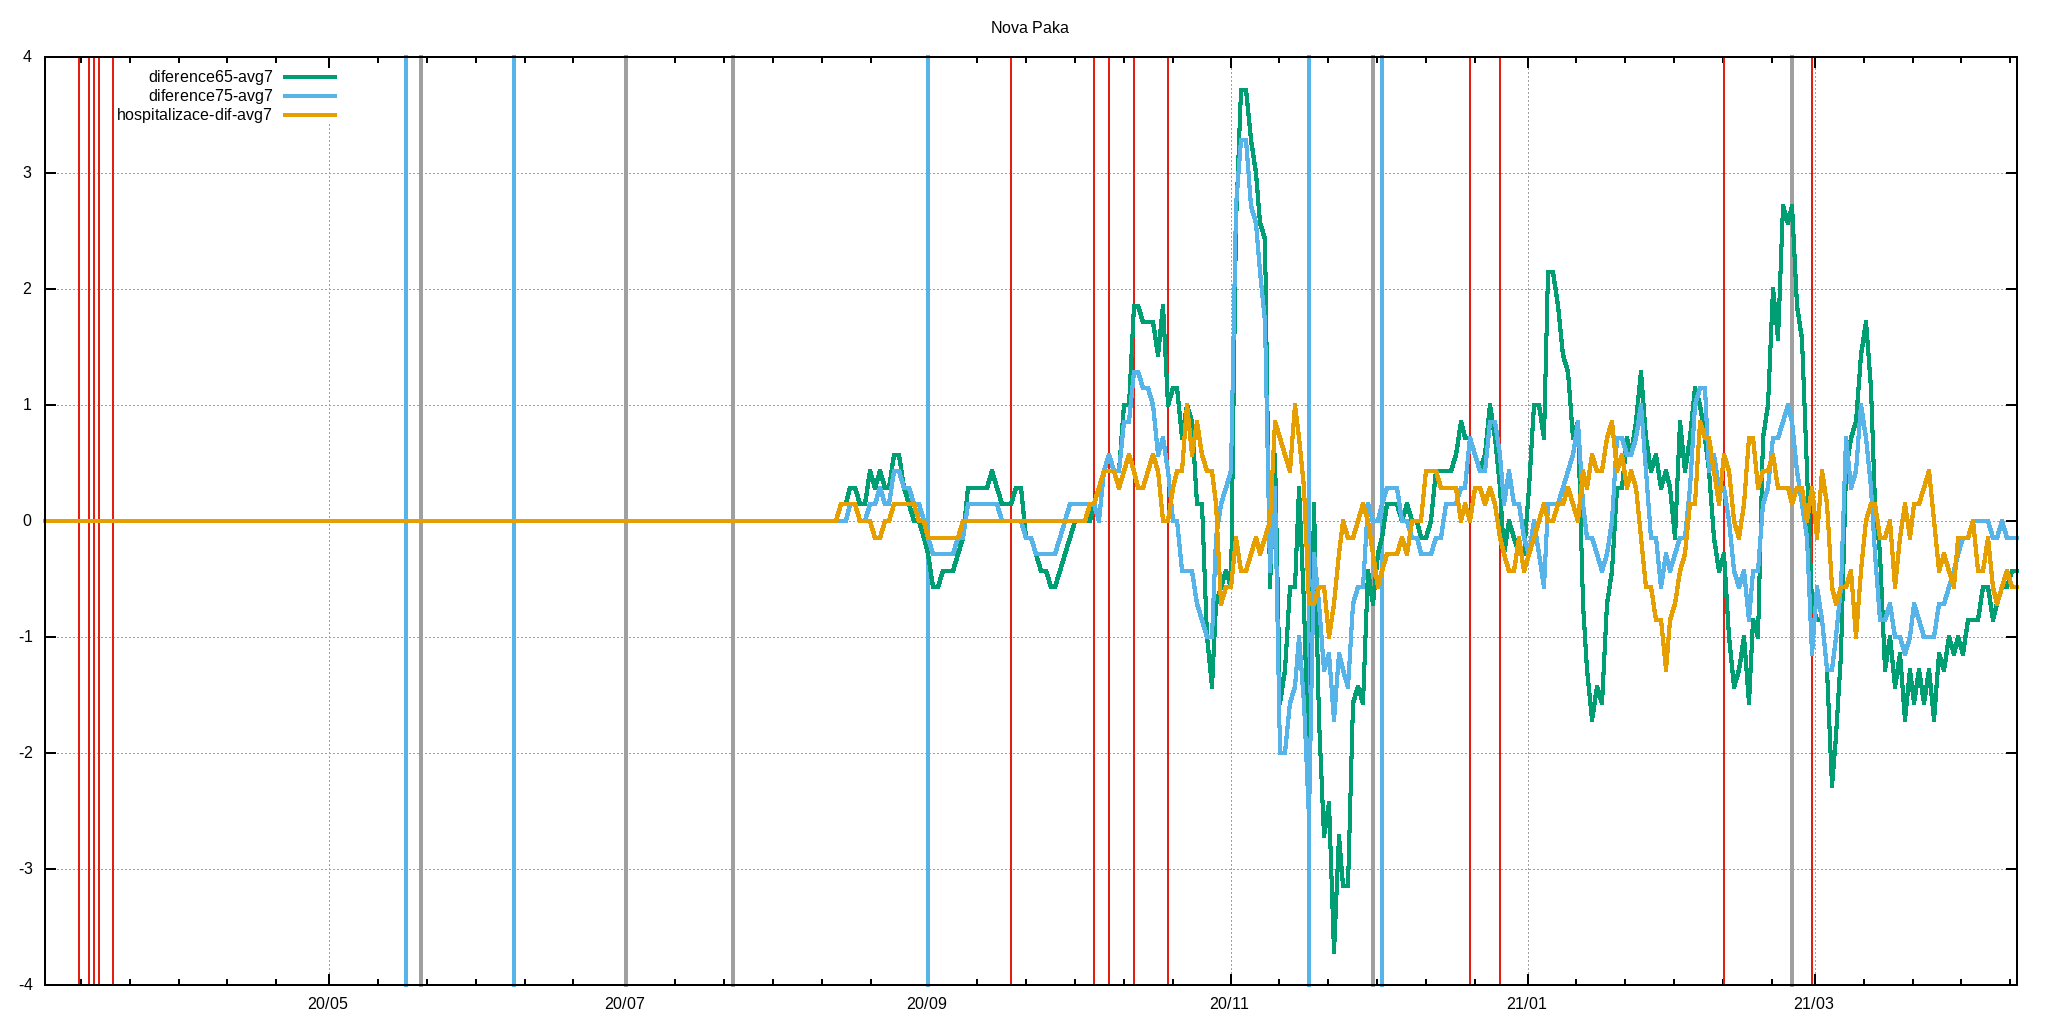 Nova Paka
4
diference65-avg7
diference75-avg7
hospitalizace-dif-avg7
3
2
1
0
-1
-2
-3
-4
20/05 20/07 20/09 20/11 21/01 21/03